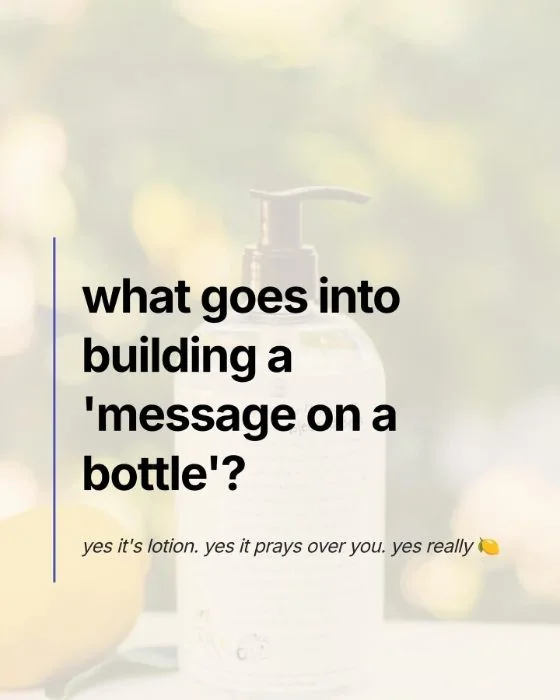 what goes into
building a
'message on a
bottle'?
yes it's lotion. yes it prays over you. yes really 🍋